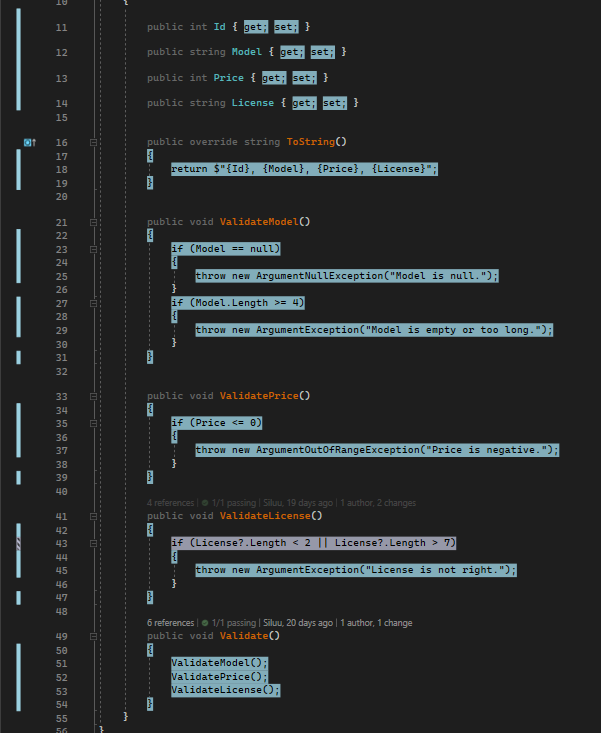 10 {
11 public int Id { get; set; }
12 public string Model { get; set; }
13 public int Price { get; set; }
14 public string License { get; set; }
15
16 public override string ToString()
17 {
18 return $"{Id}, {Model}, {Price}, {License}";
19 }
20
21 public void ValidateModel()
22 {
23 if (Model == null)
24 {
25 throw new ArgumentNullException("Model is null.");
26 }
27 if (Model.Length >= 4)
28 {
29 throw new ArgumentException("Model is empty or too long.");
30 }
31 }
32
33 public void ValidatePrice()
34 {
35 if (Price <= 0)
36 {
37 throw new ArgumentOutOfRangeException("Price is negative.");
38 }
39 }
40
4 references | 1/1 passing | Siluu, 19 days ago | 1 author, 2 changes
41 public void ValidateLicense()
42 {
43 if (License?.Length < 2 || License?.Length > 7)
44 {
45 throw new ArgumentException("License is not right.");
46 }
47 }
48
6 references | 1/1 passing | Siluu, 20 days ago | 1 author, 1 change
49 public void Validate()
50 {
51 ValidateModel();
52 ValidatePrice();
53 ValidateLicense();
54 }
55 }
56 }